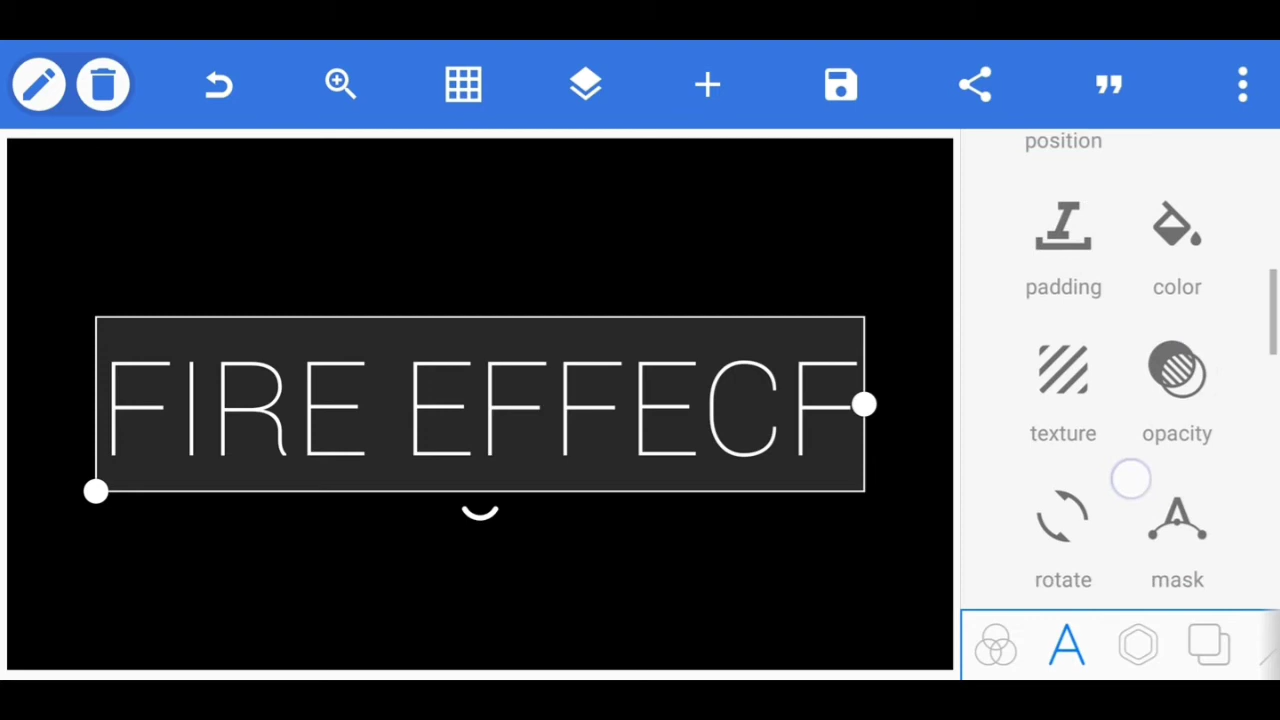 position
padding color
FIRE EFFECF
texture opacity
rotate mask